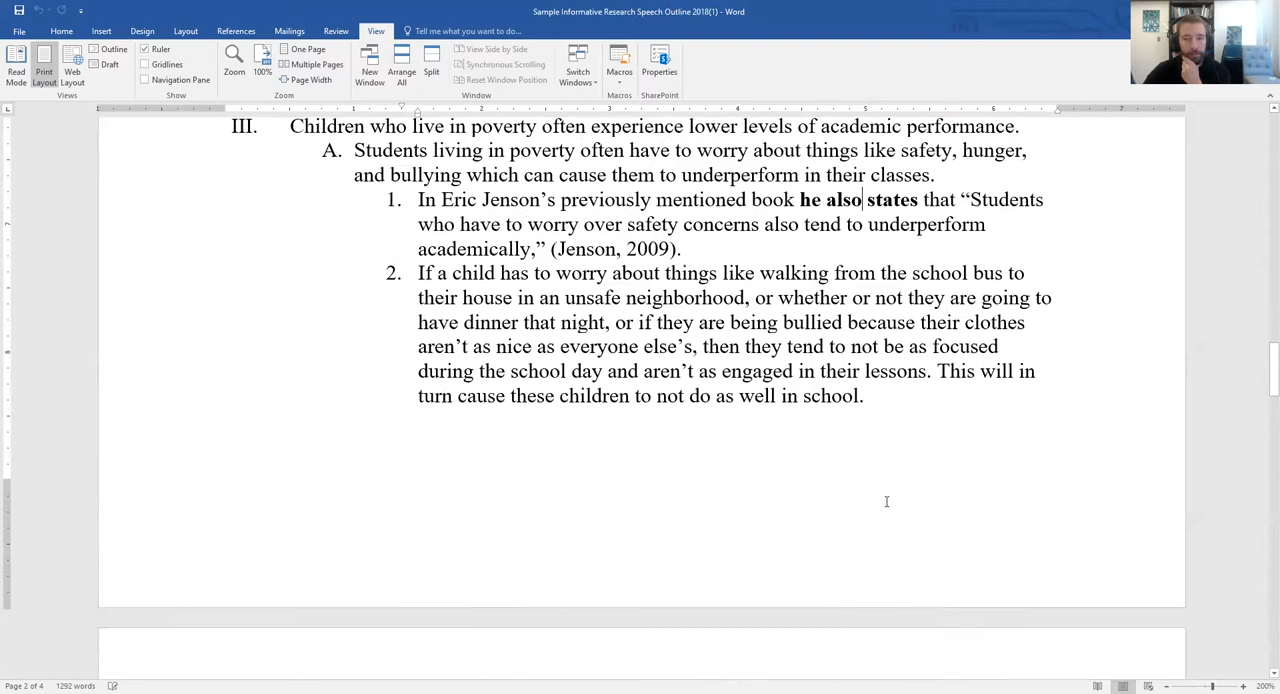 Sample Informative Research Speech Outline 2018(1) - Word
File Home Insert Design Layout References Mailings Review View Tell me what you want to do...
Read Mode
Print Layout
Web Layout
Outline
Draft
Views
Ruler
Gridlines
Navigation Pane
Show
Zoom
100%
One Page
Multiple Pages
Page Width
Zoom
New Window
Arrange All
Split
View Side by Side
Synchronous Scrolling
Reset Window Position
Window
Switch Windows
Macros
Macros
Properties
SharePoint
1 1 2 3 4 5 6 7
III. Children who live in poverty often experience lower levels of academic performance.
A. Students living in poverty often have to worry about things like safety, hunger,
and bullying which can cause them to underperform in their classes.
1. In Eric Jenson’s previously mentioned book he also states that “Students
who have to worry over safety concerns also tend to underperform
academically,” (Jenson, 2009).
2. If a child has to worry about things like walking from the school bus to
their house in an unsafe neighborhood, or whether or not they are going to
have dinner that night, or if they are being bullied because their clothes
aren’t as nice as everyone else’s, then they tend to not be as focused
during the school day and aren’t as engaged in their lessons. This will in
turn cause these children to not do as well in school.
Page 2 of 4 1292 words
200%